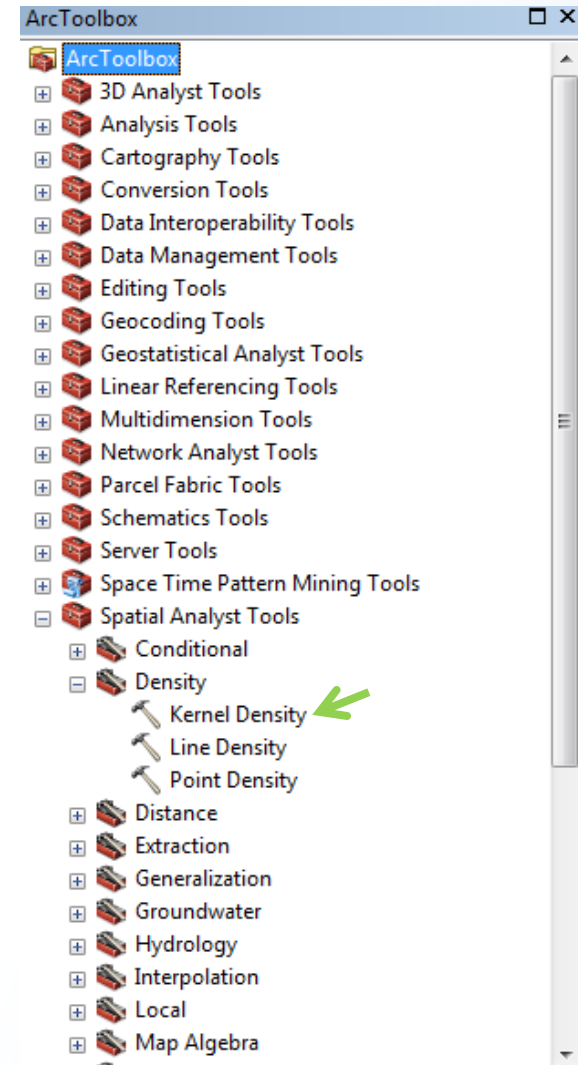 ArcToolbox
ArcToolbox
3D Analyst Tools
Analysis Tools
Cartography Tools
Conversion Tools
Data Interoperability Tools
Data Management Tools
Editing Tools
Geocoding Tools
Geostatistical Analyst Tools
Linear Referencing Tools
Multidimension Tools
Network Analyst Tools
Parcel Fabric Tools
Schematics Tools
Server Tools
Space Time Pattern Mining Tools
Spatial Analyst Tools
Conditional
Density
Kernel Density
Line Density
Point Density
Distance
Extraction
Generalization
Groundwater
Hydrology
Interpolation
Local
Map Algebra